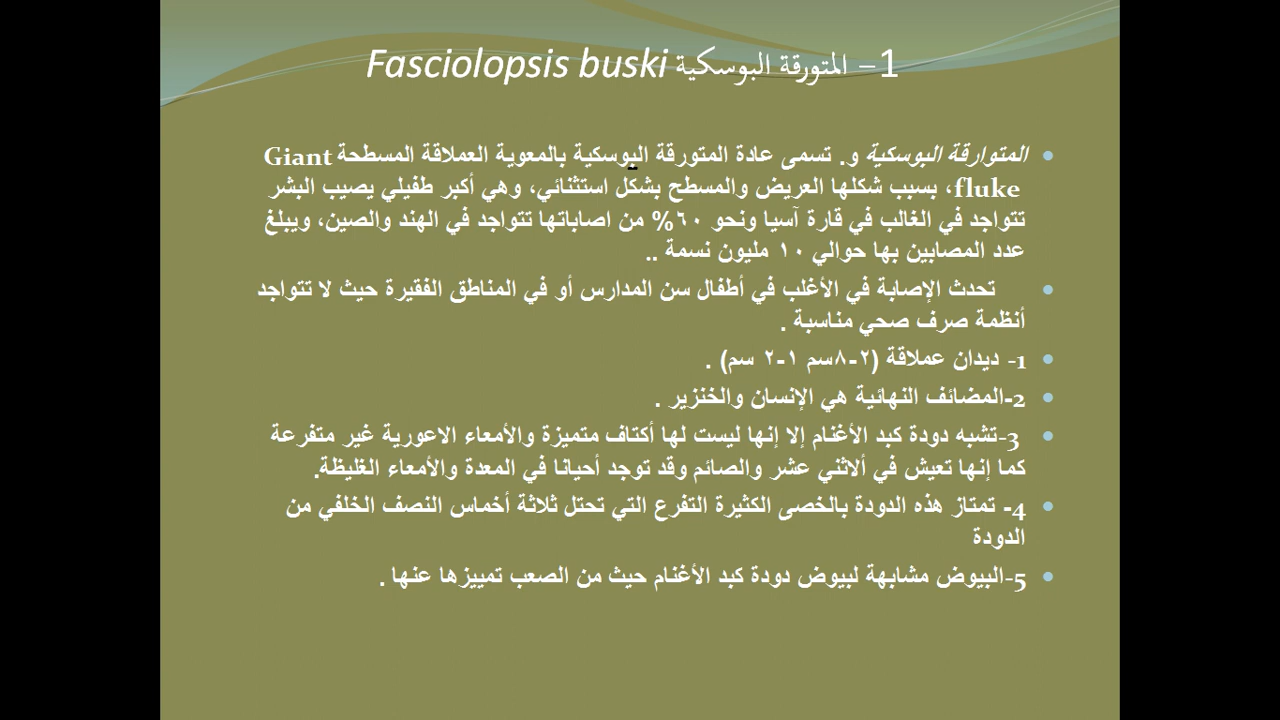 1– المتورقة البوسكية Fasciolopsis buski
المتوارقة البوسكية و. تسمى عادة المتورقة البوسكية بالمعوية العملاقة المسطحة Giant
fluke، بسبب شكلها العريض والمسطح بشكل استثنائي، وهي أكبر طفيلي يصيب البشر
تتواجد في الغالب في قارة آسيا ونحو ٦٠% من اصاباتها تتواجد في الهند والصين، ويبلغ
عدد المصابين بها حوالي ١٠ مليون نسمة ..
تحدث الإصابة في الأغلب في أطفال سن المدارس أو في المناطق الفقيرة حيث لا تتواجد
أنظمة صرف صحي مناسبة .
1- ديدان عملاقة (٢-٨سم ١-٢ سم) .
2-المضائف النهائية هي الإنسان والخنزير .
3-تشبه دودة كبد الأغنام إلا إنها ليست لها أكتاف متميزة والأمعاء الاعورية غير متفرعة
كما إنها تعيش في ألاثني عشر والصائم وقد توجد أحيانا في المعدة والأمعاء الغليظة.
4- تمتاز هذه الدودة بالخصى الكثيرة التفرع التي تحتل ثلاثة أخماس النصف الخلفي من
الدودة
5-البيوض مشابهة لبيوض دودة كبد الأغنام حيث من الصعب تمييزها عنها .